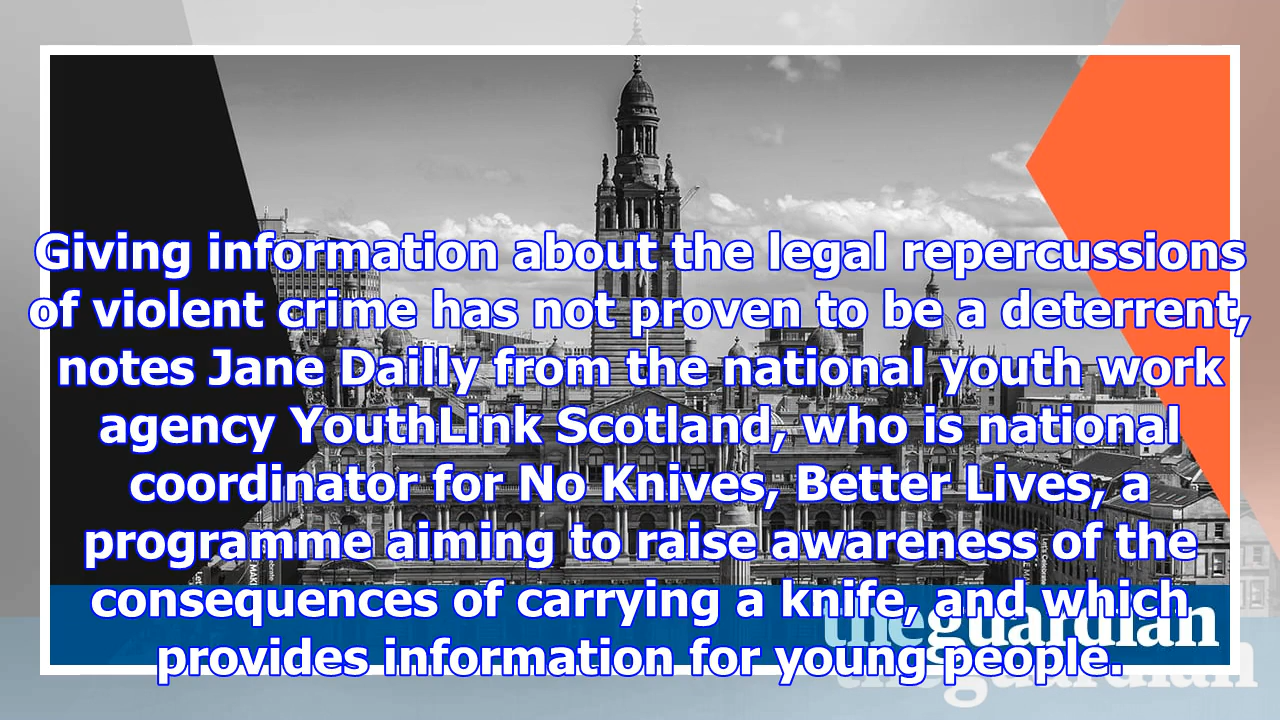 Giving information about the legal repercussions
of violent crime has not proven to be a deterrent,
notes Jane Dailly from the national youth work
agency YouthLink Scotland, who is national
coordinator for No Knives, Better Lives, a
programme aiming to raise awareness of the
consequences of carrying a knife, and which
provides information for young people.
theguardian
theguardian